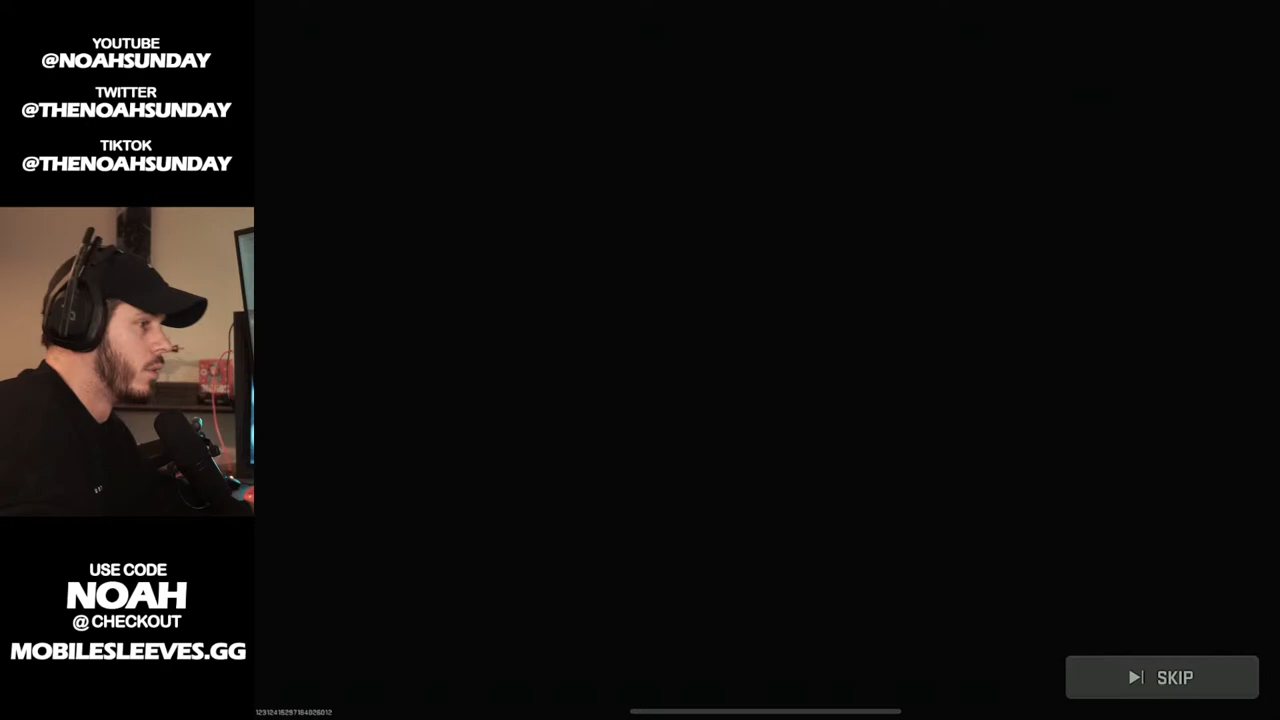 YOUTUBE
@NOAHSUNDAY
TWITTER
@THENOAHSUNDAY
TIKTOK
@THENOAHSUNDAY
USE CODE
NOAH
@ CHECKOUT
MOBILESLEEVES.GG
SKIP